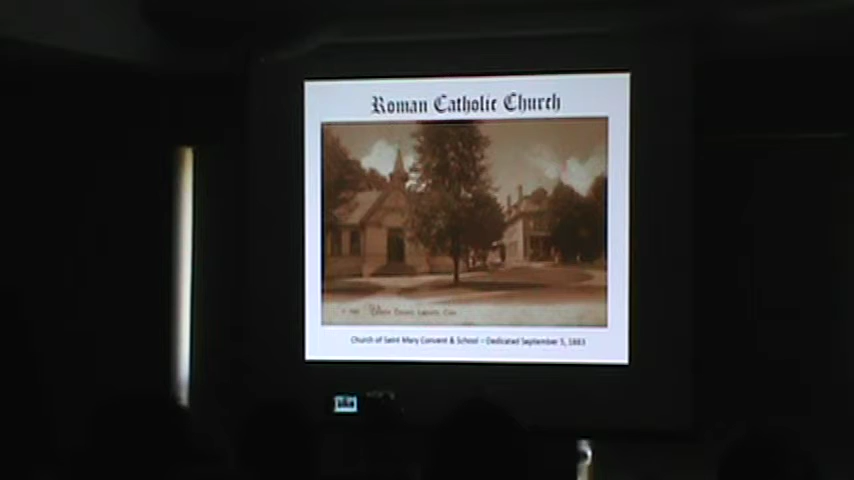 Roman Catholic Church
Church of Saint Mary Convent & School – Dedicated September 5, 1883